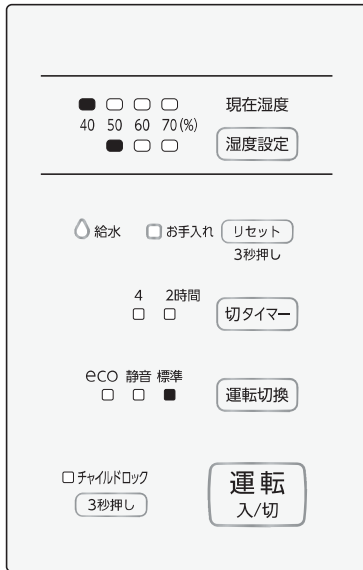 現在湿度
40 50 60 70(%)
湿度設定
給水 お手入れ リセット
3秒押し
4 2時間
切タイマー
eco 静音 標準
運転切換
チャイルドロック
3秒押し
運転
入/切